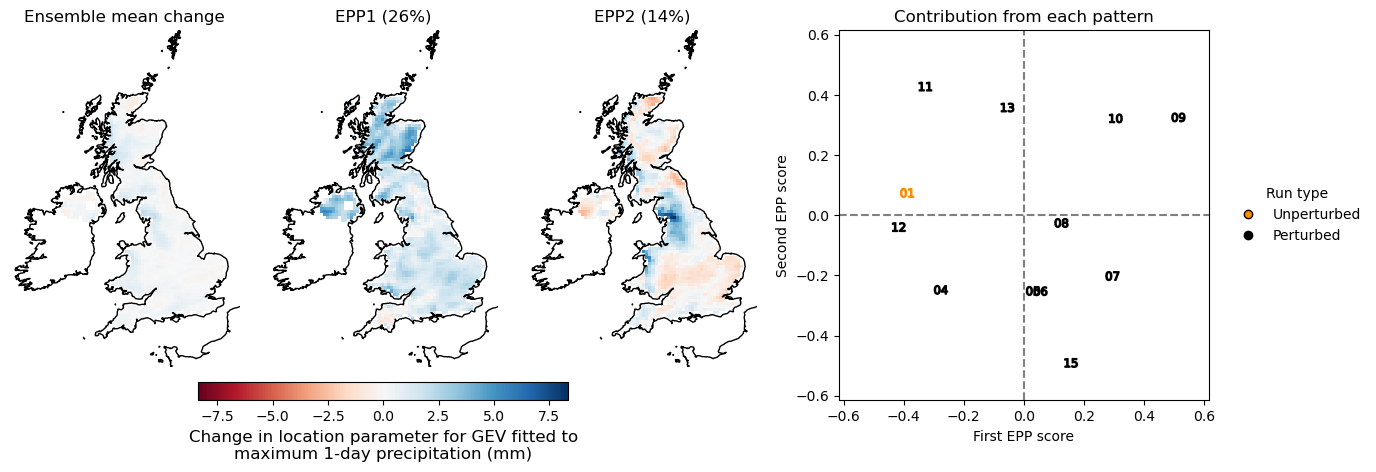 Ensemble mean change
EPP1 (26%)
EPP2 (14%)
Contribution from each pattern
−7.5 −5.0 −2.5 0.0 2.5 5.0 7.5
Change in location parameter for GEV fitted to
maximum 1-day precipitation (mm)
Second EPP score
0.6
0.4
0.2
0.0
−0.2
−0.4
−0.6
11
13
10
09
01
12
08
07
04
05
06
15
−0.6 −0.4 −0.2 0.0 0.2 0.4 0.6
First EPP score
Run type
Unperturbed
Perturbed